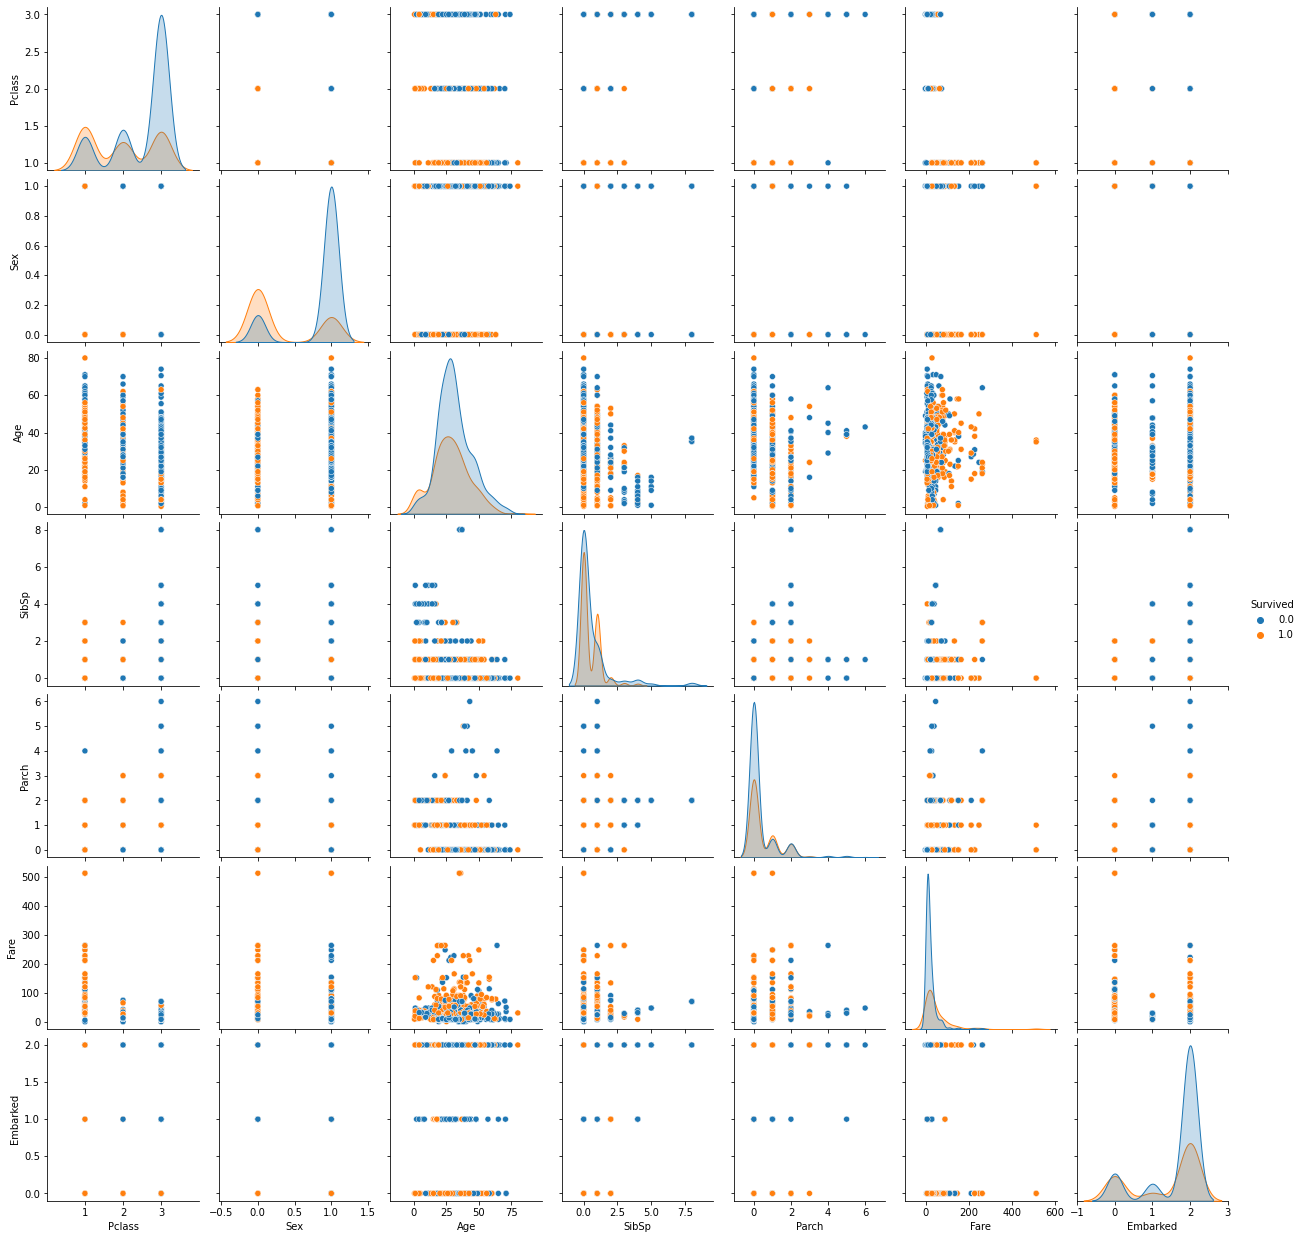 3.0
2.5
2.0
1.5
1.0
Pclass
1.0
0.8
0.6
0.4
0.2
0.0
Sex
80
60
40
20
0
Age
8
6
4
2
0
SibSp
Survived
0.0
1.0
6
5
4
3
2
1
0
Parch
500
400
300
200
100
0
Fare
2.0
1.5
1.0
0.5
0.0
Embarked
1 2 3
−0.5 0.0 0.5 1.0 1.5
0 25 50 75
0.0 2.5 5.0 7.5
0 2 4 6
0 200 400 600
−1 0 1 2 3
Pclass Sex Age SibSp Parch Fare Embarked